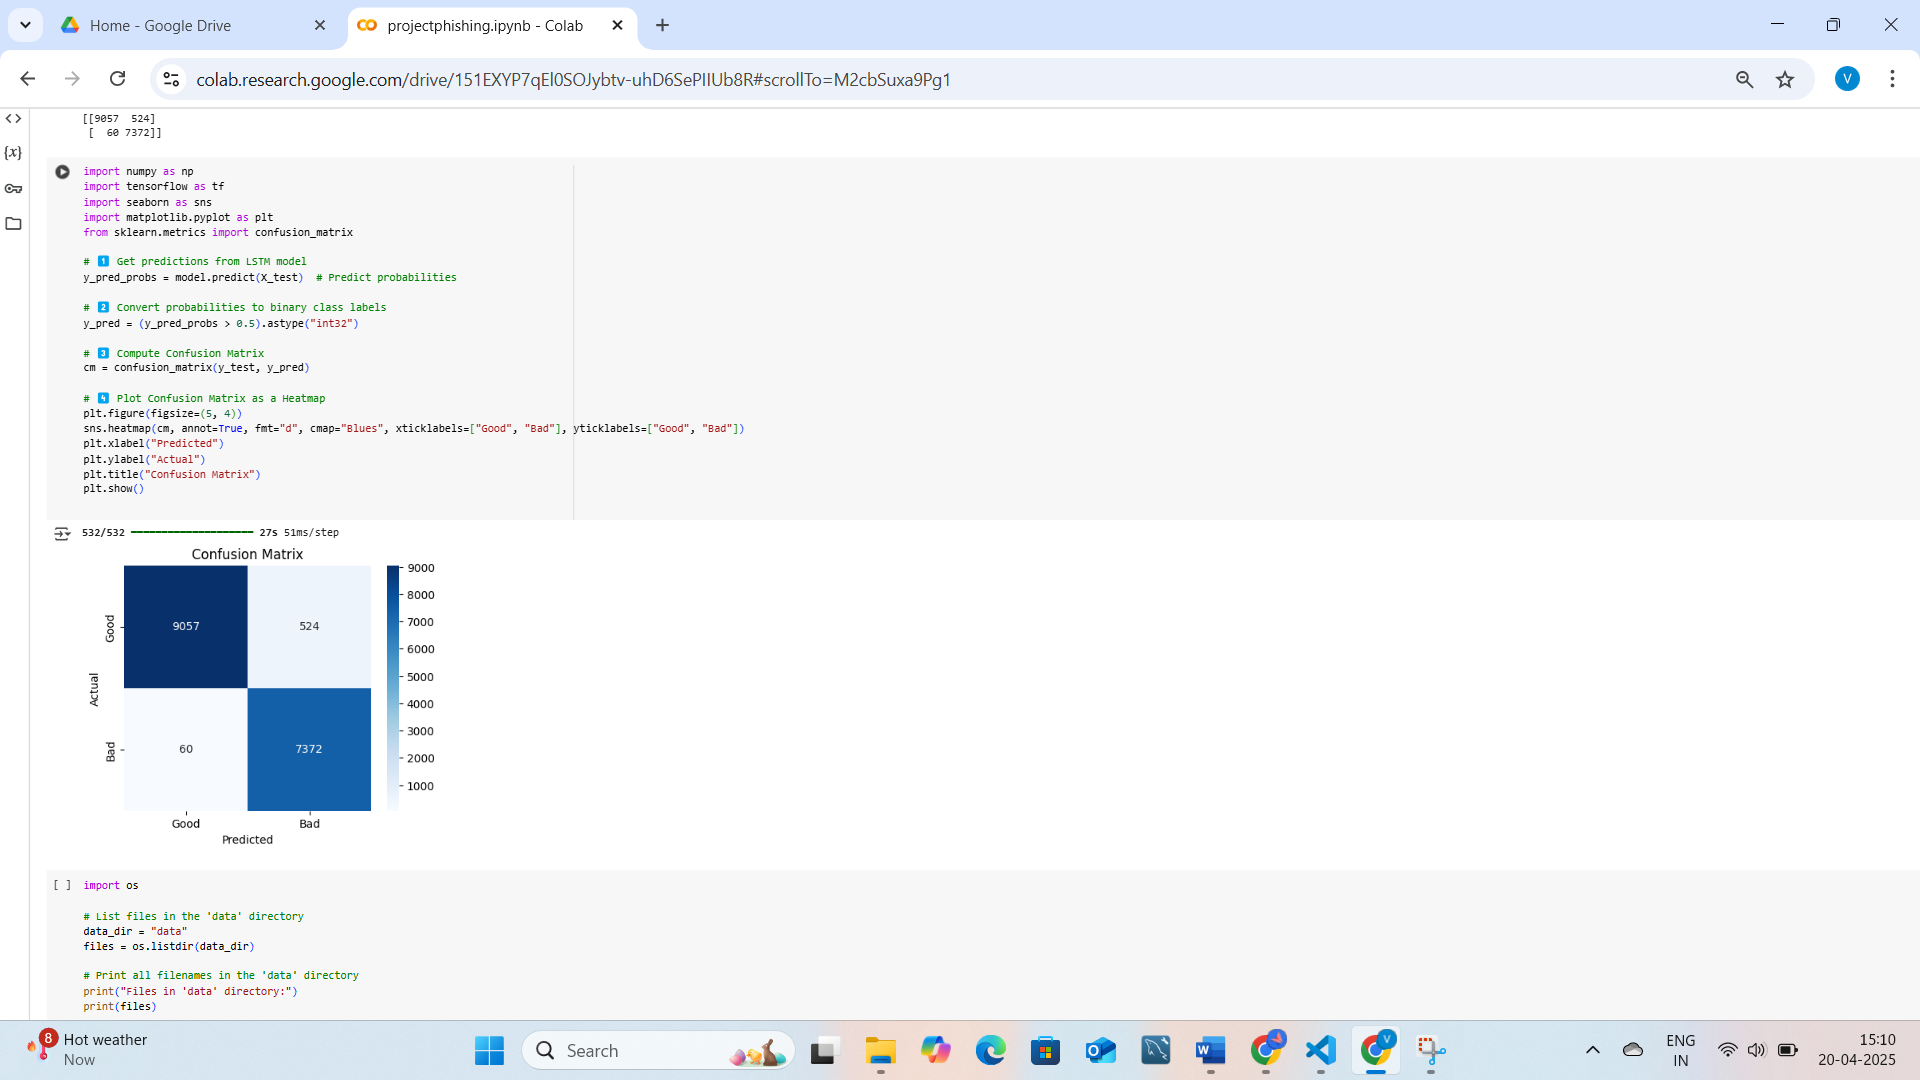 Home - Google Drive
projectphishing.ipynb - Colab
colab.research.google.com/drive/151EXYP7qEl0SOJybtv-uhD6SePIIUb8R#scrollTo=M2cbSuxa9Pg1
V
[[9057  524]
 [  60 7372]]
{x}
import numpy as np
import tensorflow as tf
import seaborn as sns
import matplotlib.pyplot as plt
from sklearn.metrics import confusion_matrix
# 1️⃣ Get predictions from LSTM model
y_pred_probs = model.predict(X_test)  # Predict probabilities
# 2️⃣ Convert probabilities to binary class labels
y_pred = (y_pred_probs > 0.5).astype("int32")
# 3️⃣ Compute Confusion Matrix
cm = confusion_matrix(y_test, y_pred)
# 4️⃣ Plot Confusion Matrix as a Heatmap
plt.figure(figsize=(5, 4))
sns.heatmap(cm, annot=True, fmt="d", cmap="Blues", xticklabels=["Good", "Bad"], yticklabels=["Good", "Bad"])
plt.xlabel("Predicted")
plt.ylabel("Actual")
plt.title("Confusion Matrix")
plt.show()
532/532 ━━━━━━━━━━━━━━━━━━━━ 27s 51ms/step
Confusion Matrix
9000
8000
7000
6000
5000
4000
3000
2000
1000
Good
9057
524
Actual
Bad
60
7372
Good
Bad
Predicted
[ ]
import os
# List files in the 'data' directory
data_dir = "data"
files = os.listdir(data_dir)
# Print all filenames in the 'data' directory
print("Files in 'data' directory:")
print(files)
8
Hot weather
Now
Search
ENG
IN
15:10
20-04-2025